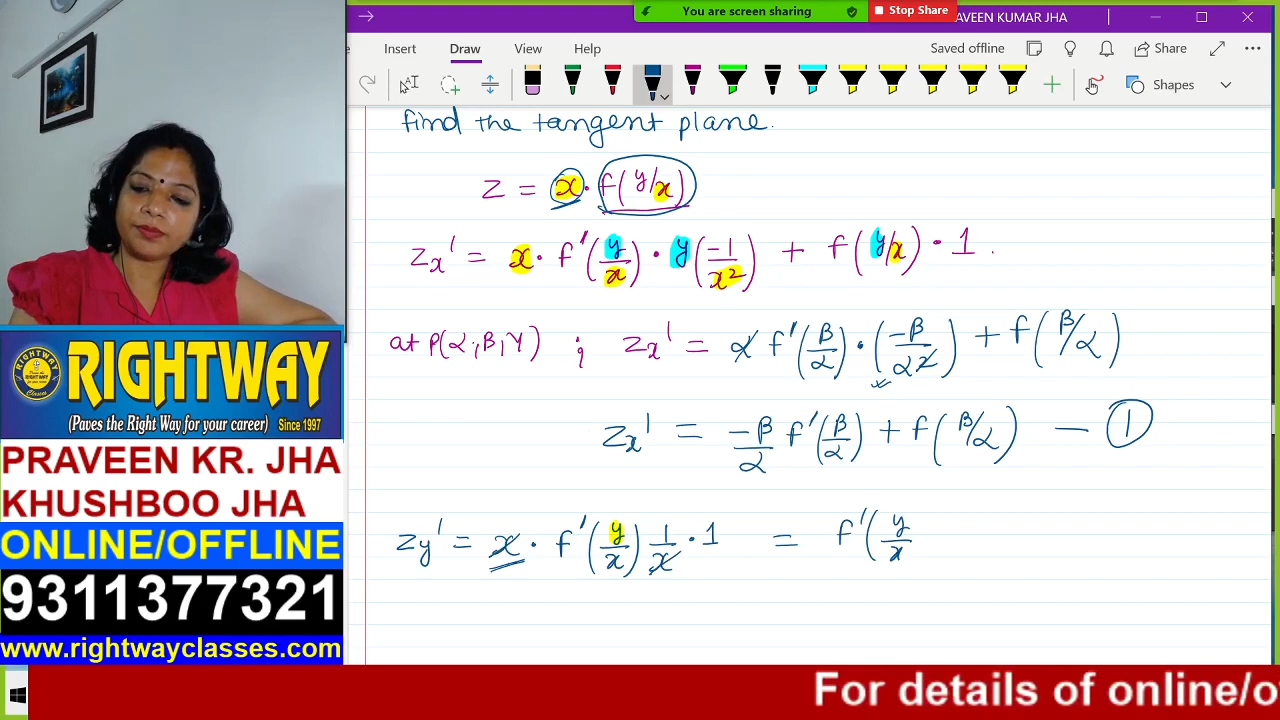 You are screen sharing
Stop Share
RAVEEN KUMAR JHA
Insert Draw View Help
Saved offline
Share
Shapes
find the tangent plane.
z = x · f(y/x)
zx' = x · f'(y/x) · y(-1/x²) + f(y/x) · 1.
at P(α, β, γ) ; zx' = α f'(β/α) · (-β/α²) + f(β/α)
zx' = -β/α f'(β/α) + f(β/α) — ①
zy' = x · f'(y/x) 1/x · 1 = f'(y/x
RIGHTWAY
RIGHTWAY
(Paves the Right Way for your career) Since 1997
PRAVEEN KR. JHA
KHUSHBOO JHA
ONLINE/OFFLINE
9311377321
www.rightwayclasses.com
For details of online/o